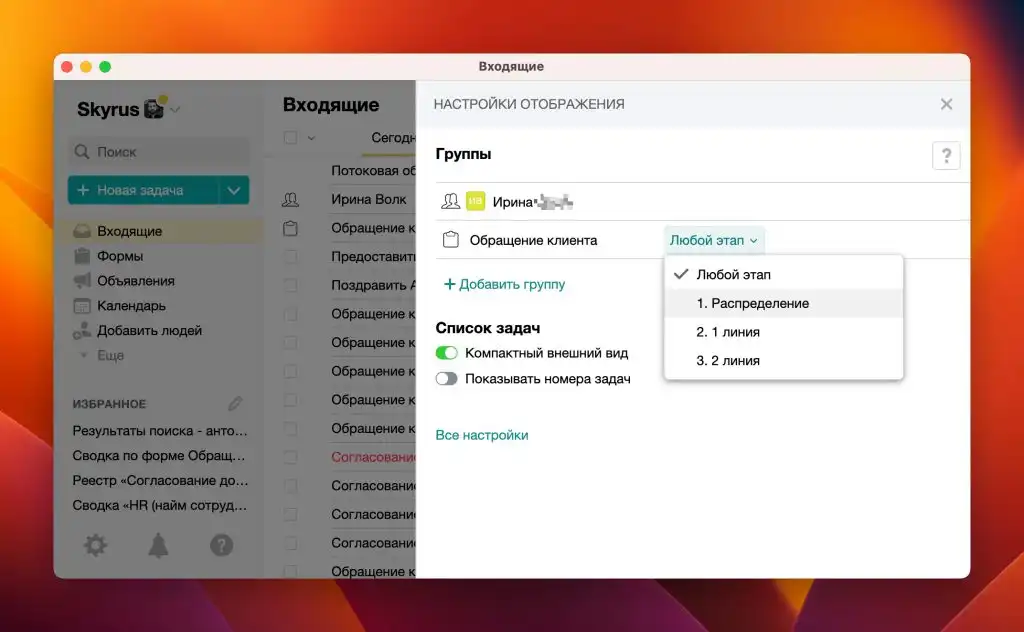 Входящие
Skyrus
Поиск
+ Новая задача
Входящие
Формы
Объявления
Календарь
Добавить людей
Еще
ИЗБРАННОЕ
Результаты поиска - анто...
Сводка по форме Обращ...
Реестр «Согласование до...
Сводка «HR (найм сотруд...
Входящие
Сегодн
Потоковая об
Ирина Волк
Обращение к
Предоставит
Поздравить А
Обращение к
Обращение к
Обращение к
Обращение к
Обращение к
Согласовани
Согласовани
Согласовани
Согласовани
Обращение к
НАСТРОЙКИ ОТОБРАЖЕНИЯ
Группы
?
ИВ Ирина
Обращение клиента Любой этап
Любой этап
1. Распределение
2. 1 линия
3. 2 линия
+ Добавить группу
Список задач
Компактный внешний вид
Показывать номера задач
Все настройки